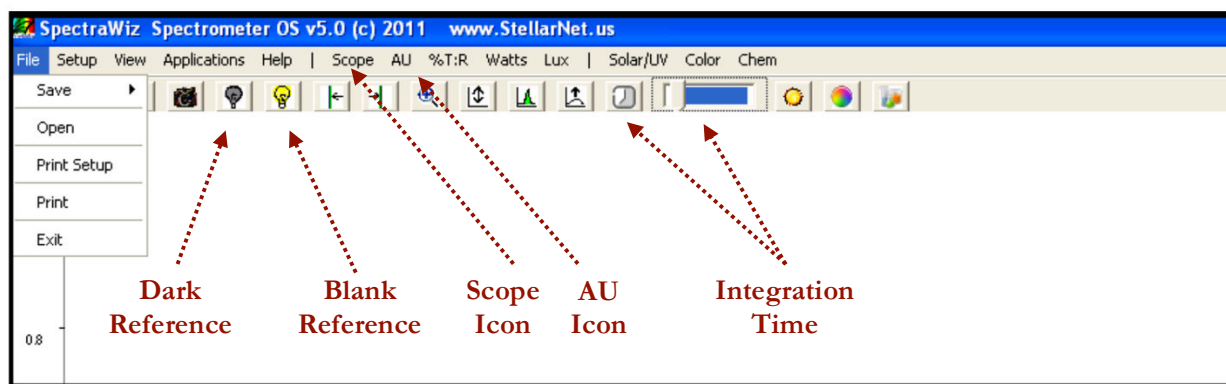 SpectraWiz Spectrometer OS v5.0 (c) 2011 www.StellarNet.us
File Setup View Applications Help | Scope AU %T:R Watts Lux | Solar/UV Color Chem
Save
Open
Print Setup
Print
Exit
Dark Reference
Blank Reference
Scope Icon
AU Icon
Integration Time
0.8